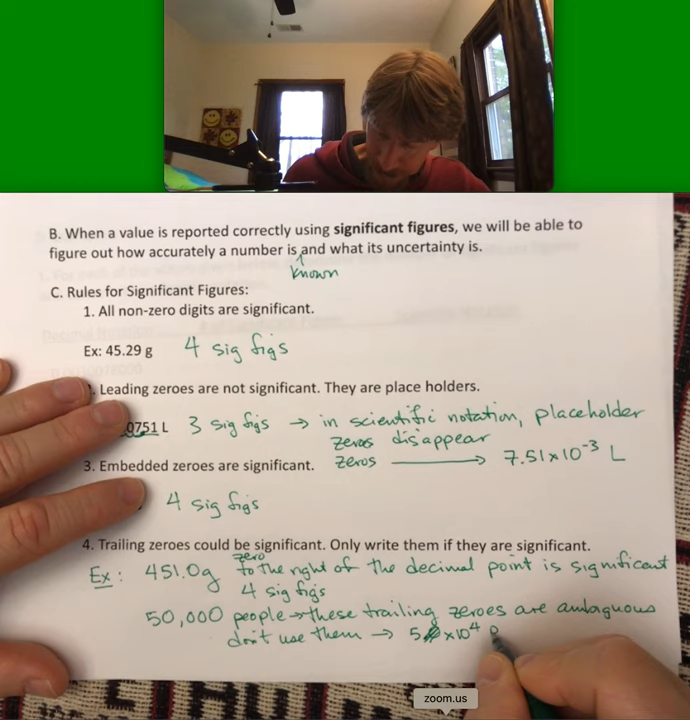 B. When a value is reported correctly using significant figures, we will be able to
figure out how accurately a number is and what its uncertainty is.
known
C. Rules for Significant Figures:
1. All non-zero digits are significant.
Ex: 45.29 g 4 sig figs
. Leading zeroes are not significant. They are place holders.
0751 L 3 sig figs → in scientific notation, placeholder
zeros disappear
3. Embedded zeroes are significant. zeros → 7.51 x 10⁻³ L
4 sig figs
4. Trailing zeroes could be significant. Only write them if they are significant.
zero
Ex: 451.0g to the right of the decimal point is significant
4 sig figs
50,000 people → these trailing zeroes are ambaguous
don't use them → 5 x 10⁴ p
zoom.us